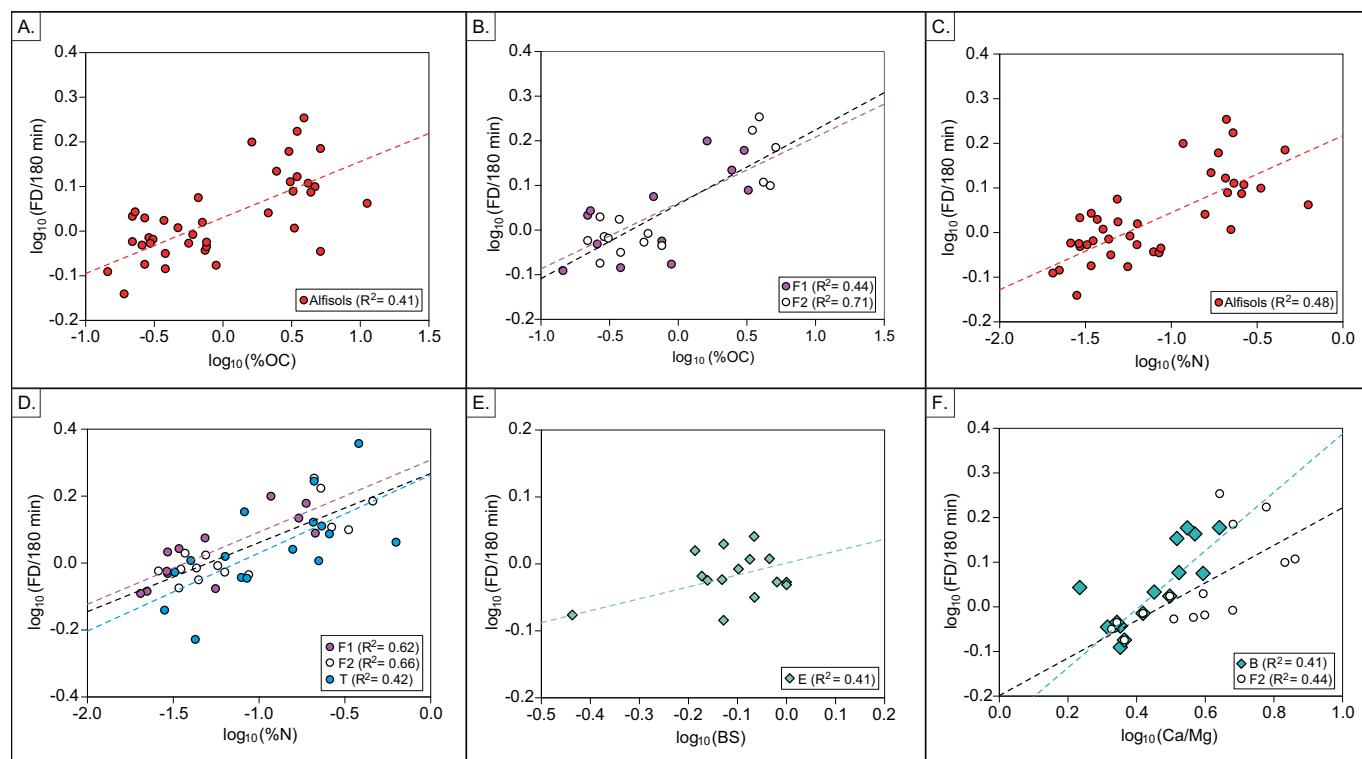 A.
0.4
0.3
0.2
0.1
0.0
-0.1
-0.2
log10(FD/180 min)
-1.0 -0.5 0.0 0.5 1.0 1.5
log10(%OC)
Alfisols (R2= 0.41)
B.
0.4
0.3
0.2
0.1
0.0
-0.1
-0.2
log10(FD/180 min)
-1.0 -0.5 0.0 0.5 1.0 1.5
log10(%OC)
F1 (R2= 0.44)
F2 (R2= 0.71)
C.
0.4
0.3
0.2
0.1
0.0
-0.1
-0.2
log10(FD/180 min)
-2.0 -1.5 -1.0 -0.5 0.0
log10(%N)
Alfisols (R2= 0.48)
D.
0.4
0.2
0.0
-0.2
-0.4
log10(FD/180 min)
-2.0 -1.5 -1.0 -0.5 0.0
log10(%N)
F1 (R2= 0.62)
F2 (R2= 0.66)
T (R2= 0.42)
E.
0.2
0.1
0.0
-0.1
-0.2
log10(FD/180 min)
-0.5 -0.4 -0.3 -0.2 -0.1 0.0 0.1 0.2
log10(BS)
E (R2= 0.41)
F.
0.4
0.3
0.2
0.1
0.0
-0.1
-0.2
log10(FD/180 min)
0.0 0.2 0.4 0.6 0.8 1.0
log10(Ca/Mg)
B (R2= 0.41)
F2 (R2= 0.44)